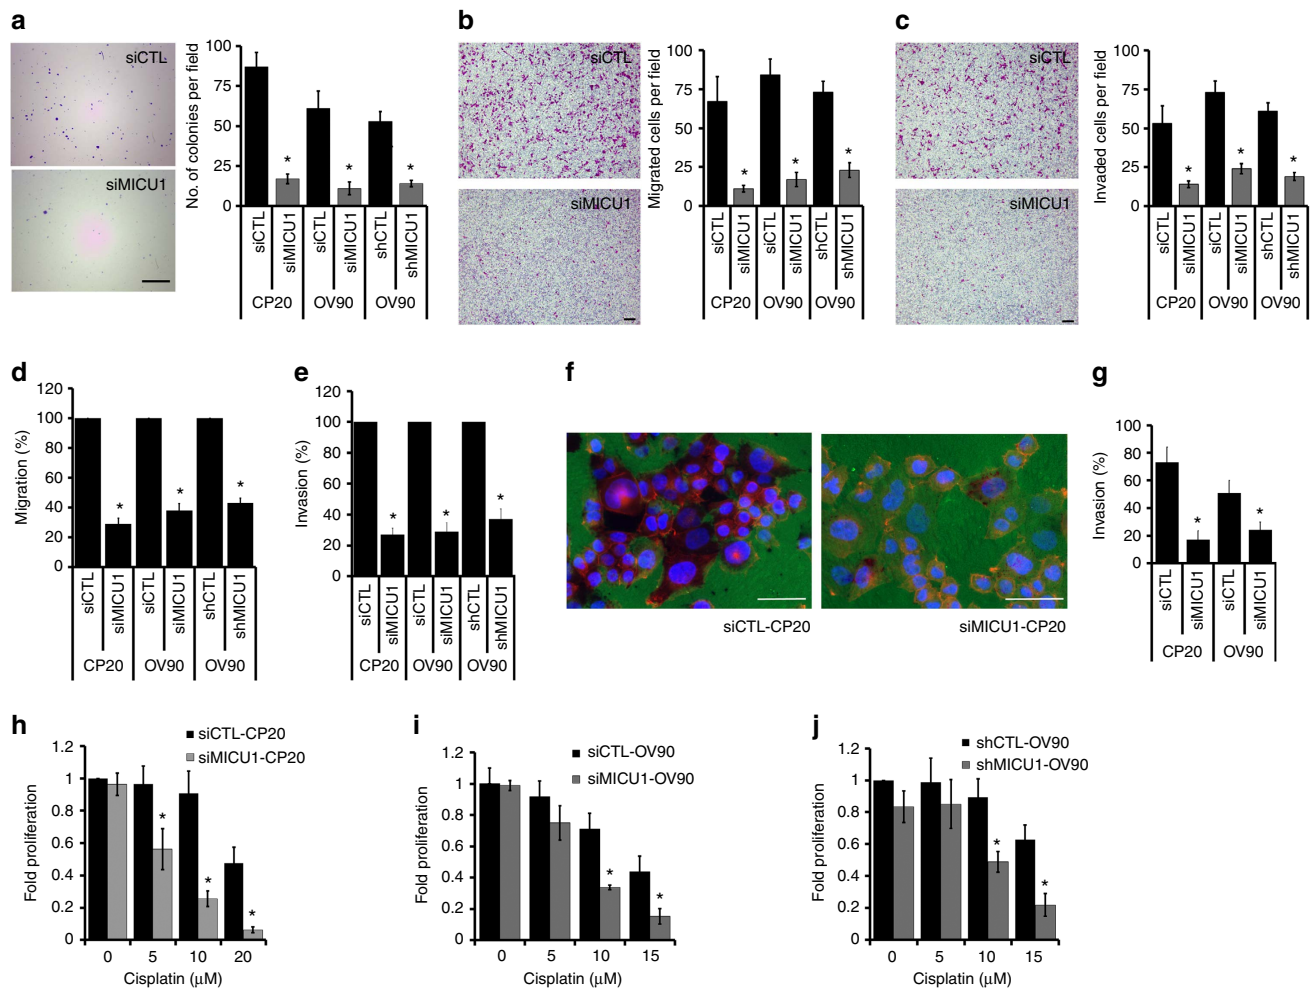 a
siCTL
siMICU1
No. of colonies per field
100
75
50
25
0
*
*
*
siCTL
siMICU1
siCTL
siMICU1
shCTL
shMICU1
CP20
OV90
OV90
b
siCTL
siMICU1
Migrated cells per field
100
75
50
25
0
*
*
*
siCTL
siMICU1
siCTL
siMICU1
shCTL
shMICU1
CP20
OV90
OV90
c
siCTL
siMICU1
Invaded cells per field
100
75
50
25
0
*
*
*
siCTL
siMICU1
siCTL
siMICU1
shCTL
shMICU1
CP20
OV90
OV90
d
Migration (%)
120
100
80
60
40
20
0
*
*
*
siCTL
siMICU1
siCTL
siMICU1
shCTL
shMICU1
CP20
OV90
OV90
e
Invasion (%)
120
100
80
60
40
20
0
*
*
*
siCTL
siMICU1
siCTL
siMICU1
shCTL
shMICU1
CP20
OV90
OV90
f
siCTL-CP20
siMICU1-CP20
g
Invasion (%)
100
80
60
40
20
0
*
*
siCTL
siMICU1
siCTL
siMICU1
CP20
OV90
h
siCTL-CP20
siMICU1-CP20
Fold proliferation
1.2
1
0.8
0.6
0.4
0.2
0
*
*
*
0 5 10 20
Cisplatin (μM)
i
siCTL-OV90
siMICU1-OV90
Fold proliferation
1.2
1
0.8
0.6
0.4
0.2
0
*
*
0 5 10 15
Cisplatin (μM)
j
shCTL-OV90
shMICU1-OV90
Fold proliferation
1.2
1
0.8
0.6
0.4
0.2
0
*
*
0 5 10 15
Cisplatin (μM)